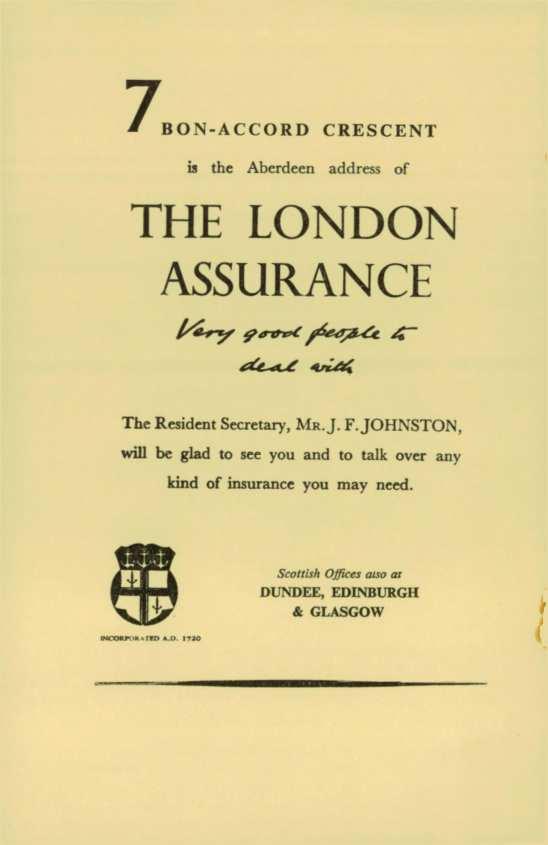 7 BON-ACCORD CRESCENT
is the Aberdeen address of
THE LONDON
ASSURANCE
Very good people to
deal with
The Resident Secretary, MR. J. F. JOHNSTON,
will be glad to see you and to talk over any
kind of insurance you may need.
Scottish Offices also at
DUNDEE, EDINBURGH
& GLASGOW
INCORPORATED A.D. 1720